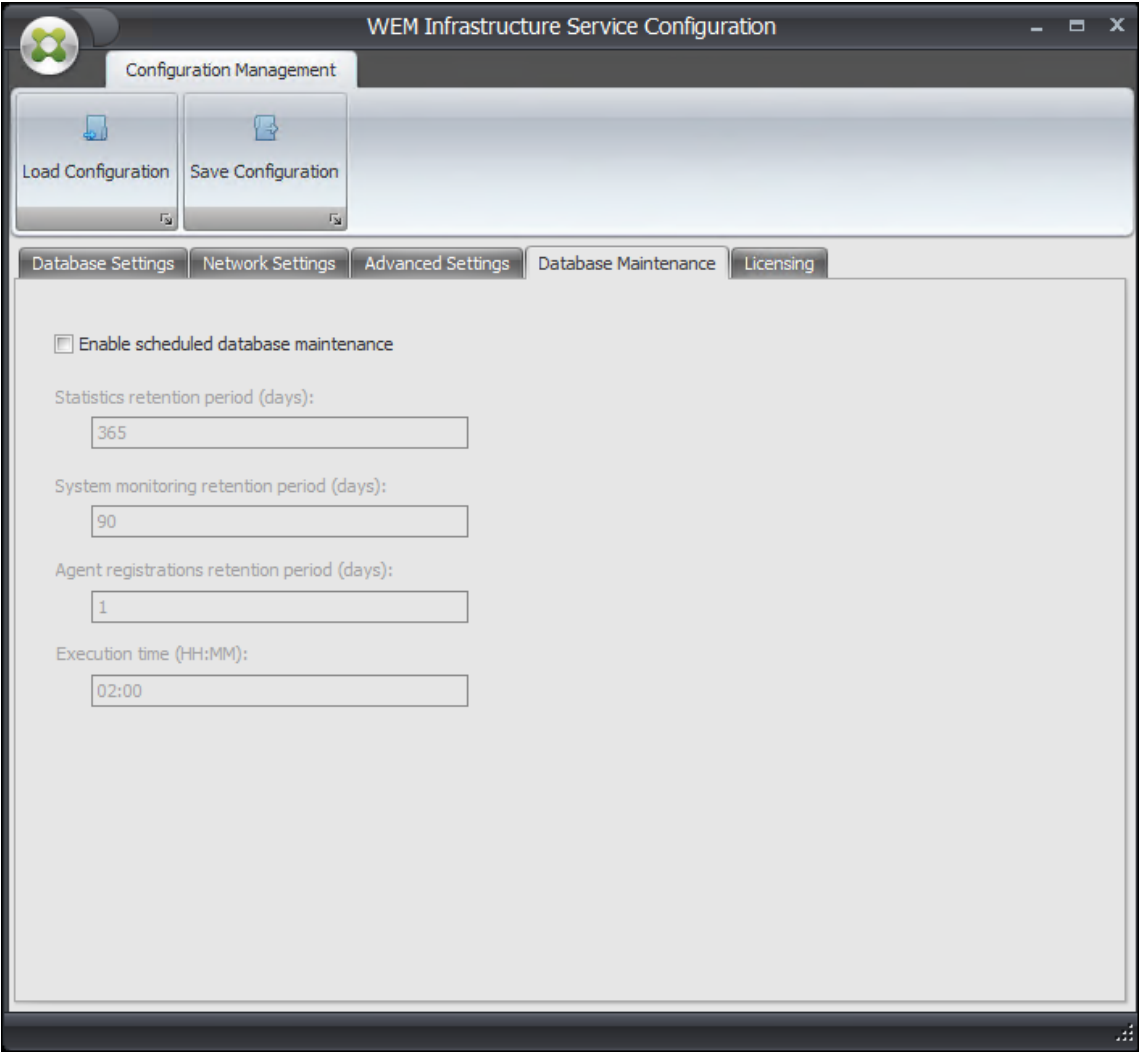 WEM Infrastructure Service Configuration
Configuration Management
Load Configuration Save Configuration
Database Settings Network Settings Advanced Settings Database Maintenance Licensing
Enable scheduled database maintenance
Statistics retention period (days):
365
System monitoring retention period (days):
90
Agent registrations retention period (days):
1
Execution time (HH:MM):
02:00